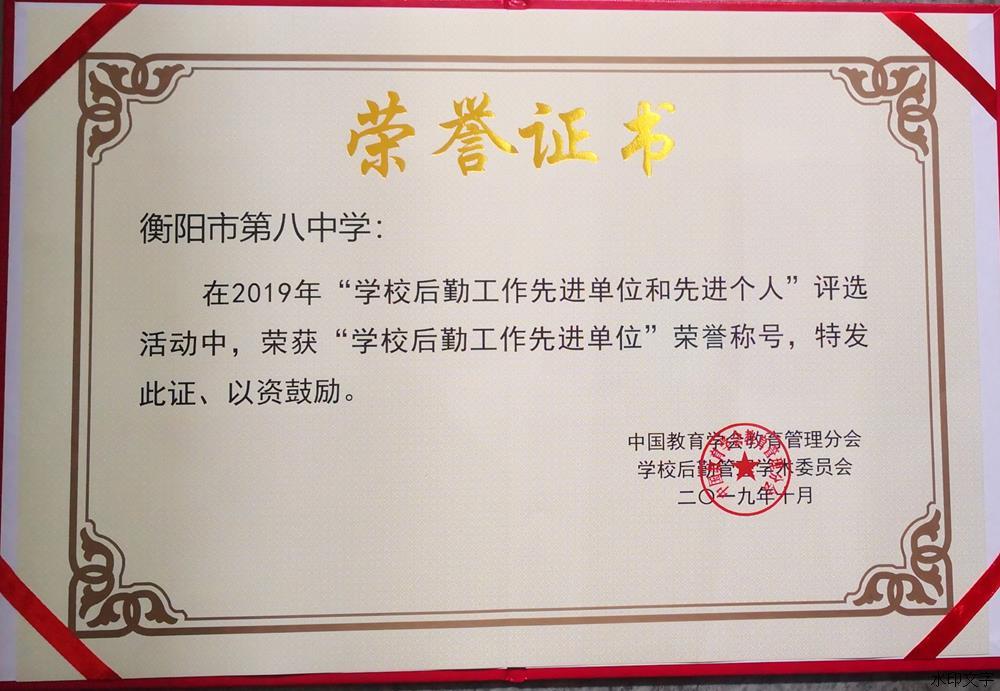 荣誉证书
衡阳市第八中学：
在2019年“学校后勤工作先进单位和先进个人”评选
活动中，荣获“学校后勤工作先进单位”荣誉称号，特发
此证、以资鼓励。
中国教育学会教育管理分会
学校后勤管理学术委员会
二〇一九年十月
水印文字